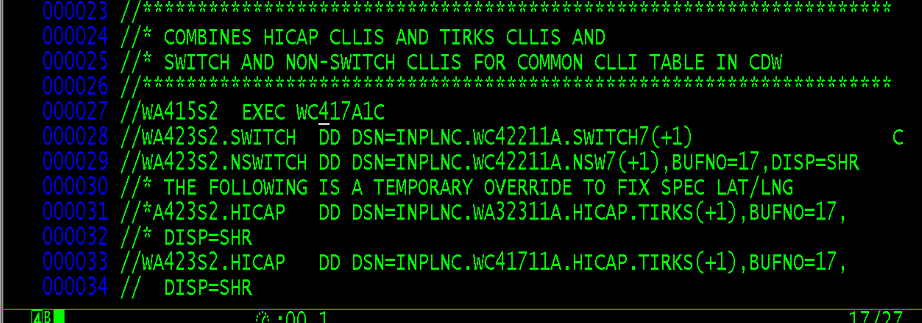 000023 //***********************************************************************
000024 //* COMBINES HICAP CLLIS AND TIRKS CLLIS AND
000025 //* SWITCH AND NON-SWITCH CLLIS FOR COMMON CLLI TABLE IN CDW
000026 //***********************************************************************
000027 //WA415S2  EXEC WC417A1C
000028 //WA423S2.SWITCH  DD DSN=INPLNC.WC42211A.SWITCH7(+1)                   C
000029 //WA423S2.NSWITCH DD DSN=INPLNC.WC42211A.NSW7(+1),BUFNO=17,DISP=SHR
000030 //* THE FOLLOWING IS A TEMPORARY OVERRIDE TO FIX SPEC LAT/LNG
000031 //*A423S2.HICAP   DD DSN=INPLNC.WA32311A.HICAP.TIRKS(+1),BUFNO=17,
000032 //* DISP=SHR
000033 //WA423S2.HICAP   DD DSN=INPLNC.WC41711A.HICAP.TIRKS(+1),BUFNO=17,
000034 //  DISP=SHR
4B :00.1 17/27